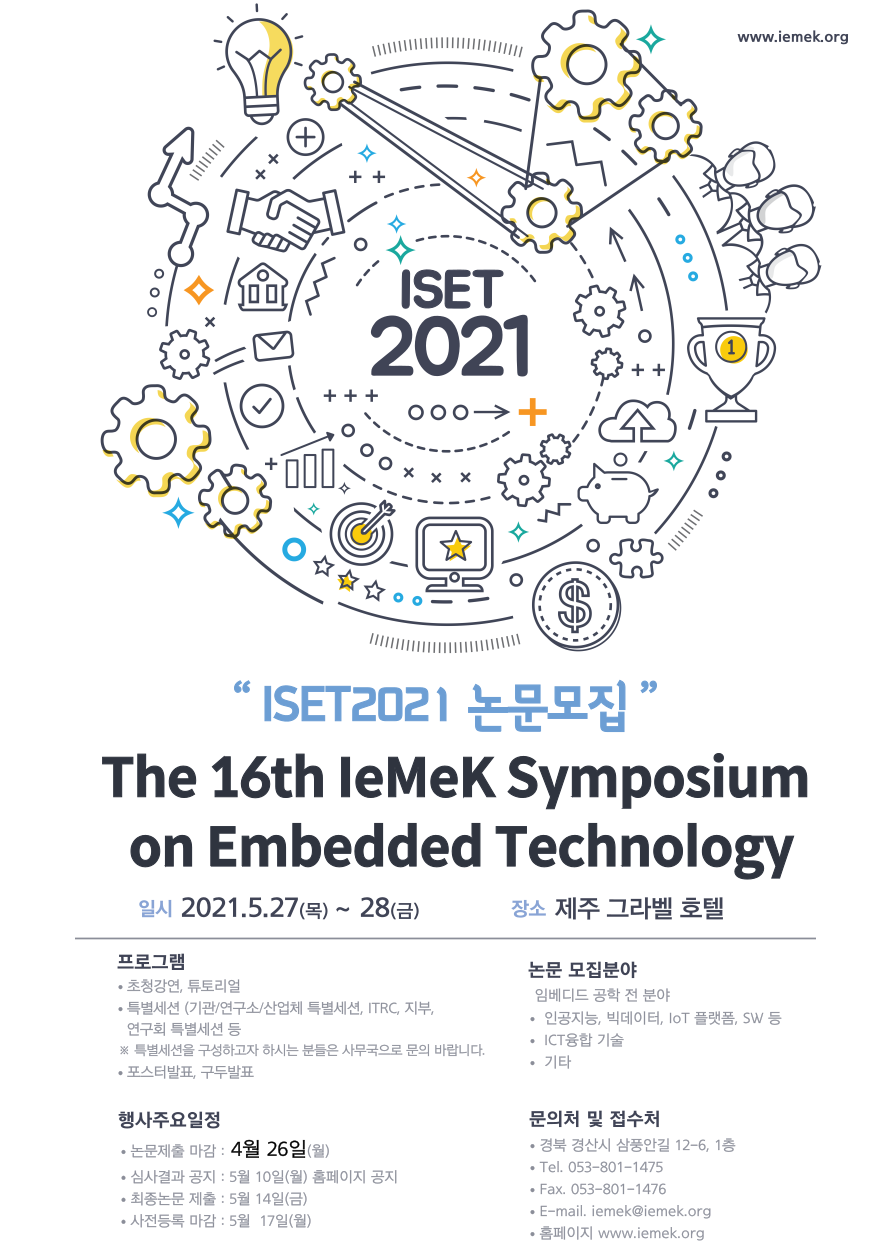 www.iemek.org
ISET
2021
1
$
“ ISET2021 논문모집 ”
The 16th IeMeK Symposium
on Embedded Technology
일시 2021.5.27(목) ~ 28(금)
장소 제주 그라벨 호텔
프로그램
• 초청강연, 튜토리얼
• 특별세션 (기관/연구소/산업체 특별세션, ITRC, 지부,
연구회 특별세션 등
※ 특별세션을 구성하고자 하시는 분들은 사무국으로 문의 바랍니다.
• 포스터발표, 구두발표
논문 모집분야
임베디드 공학 전 분야
• 인공지능, 빅데이터, IoT 플랫폼, SW 등
• ICT융합 기술
• 기타
행사주요일정
• 논문제출 마감 : 4월 26일(월)
• 심사결과 공지 : 5월 10일(월) 홈페이지 공지
• 최종논문 제출 : 5월 14일(금)
• 사전등록 마감 : 5월 17일(월)
문의처 및 접수처
• 경북 경산시 삼풍안길 12-6, 1층
• Tel. 053-801-1475
• Fax. 053-801-1476
• E-mail. iemek@iemek.org
• 홈페이지 www.iemek.org